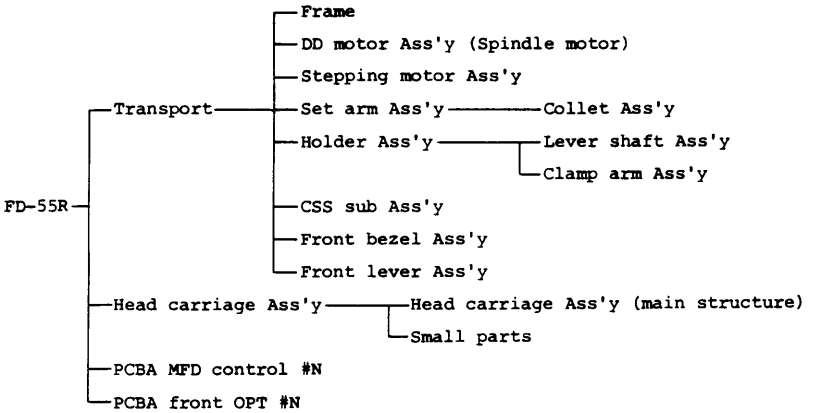 Frame
DD motor Ass'y (Spindle motor)
Stepping motor Ass'y
Transport Set arm Ass'y Collet Ass'y
Holder Ass'y Lever shaft Ass'y
Clamp arm Ass'y
FD-55R CSS sub Ass'y
Front bezel Ass'y
Front lever Ass'y
Head carriage Ass'y Head carriage Ass'y (main structure)
Small parts
PCBA MFD control #N
PCBA front OPT #N